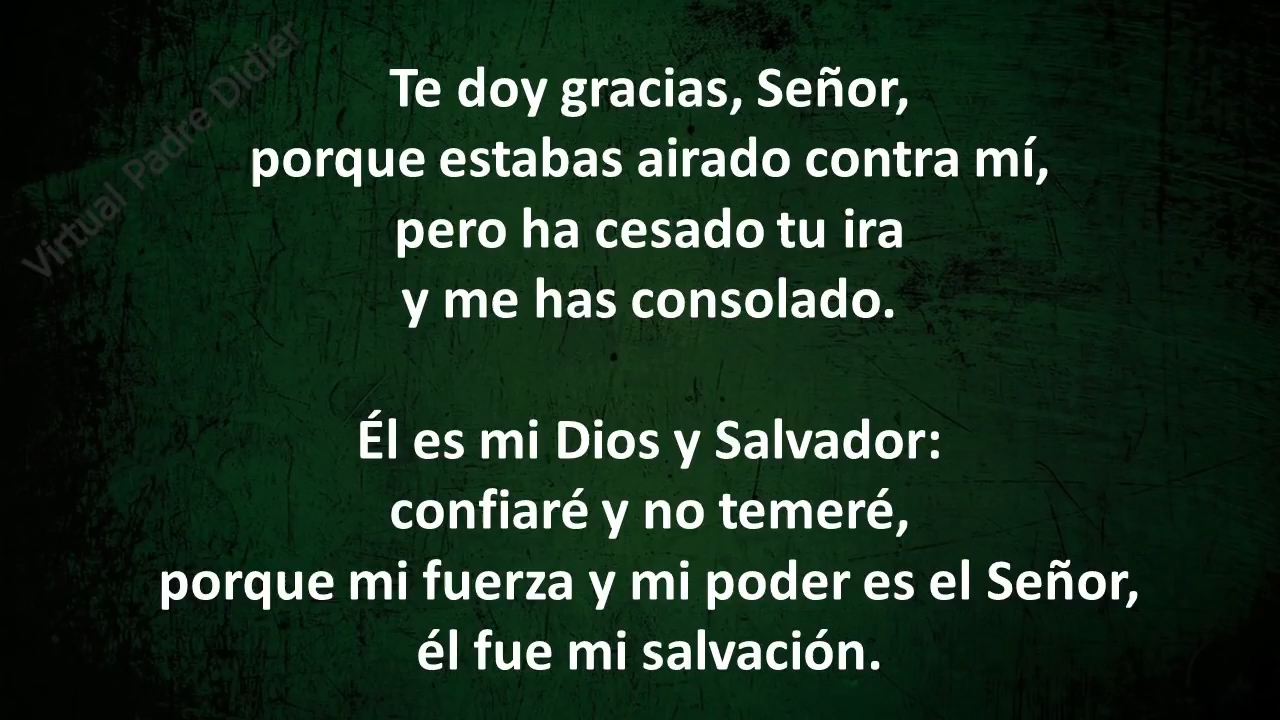 Virtual Padre Didier
Te doy gracias, Señor,
porque estabas airado contra mí,
pero ha cesado tu ira
y me has consolado.
Él es mi Dios y Salvador:
confiaré y no temeré,
porque mi fuerza y mi poder es el Señor,
él fue mi salvación.